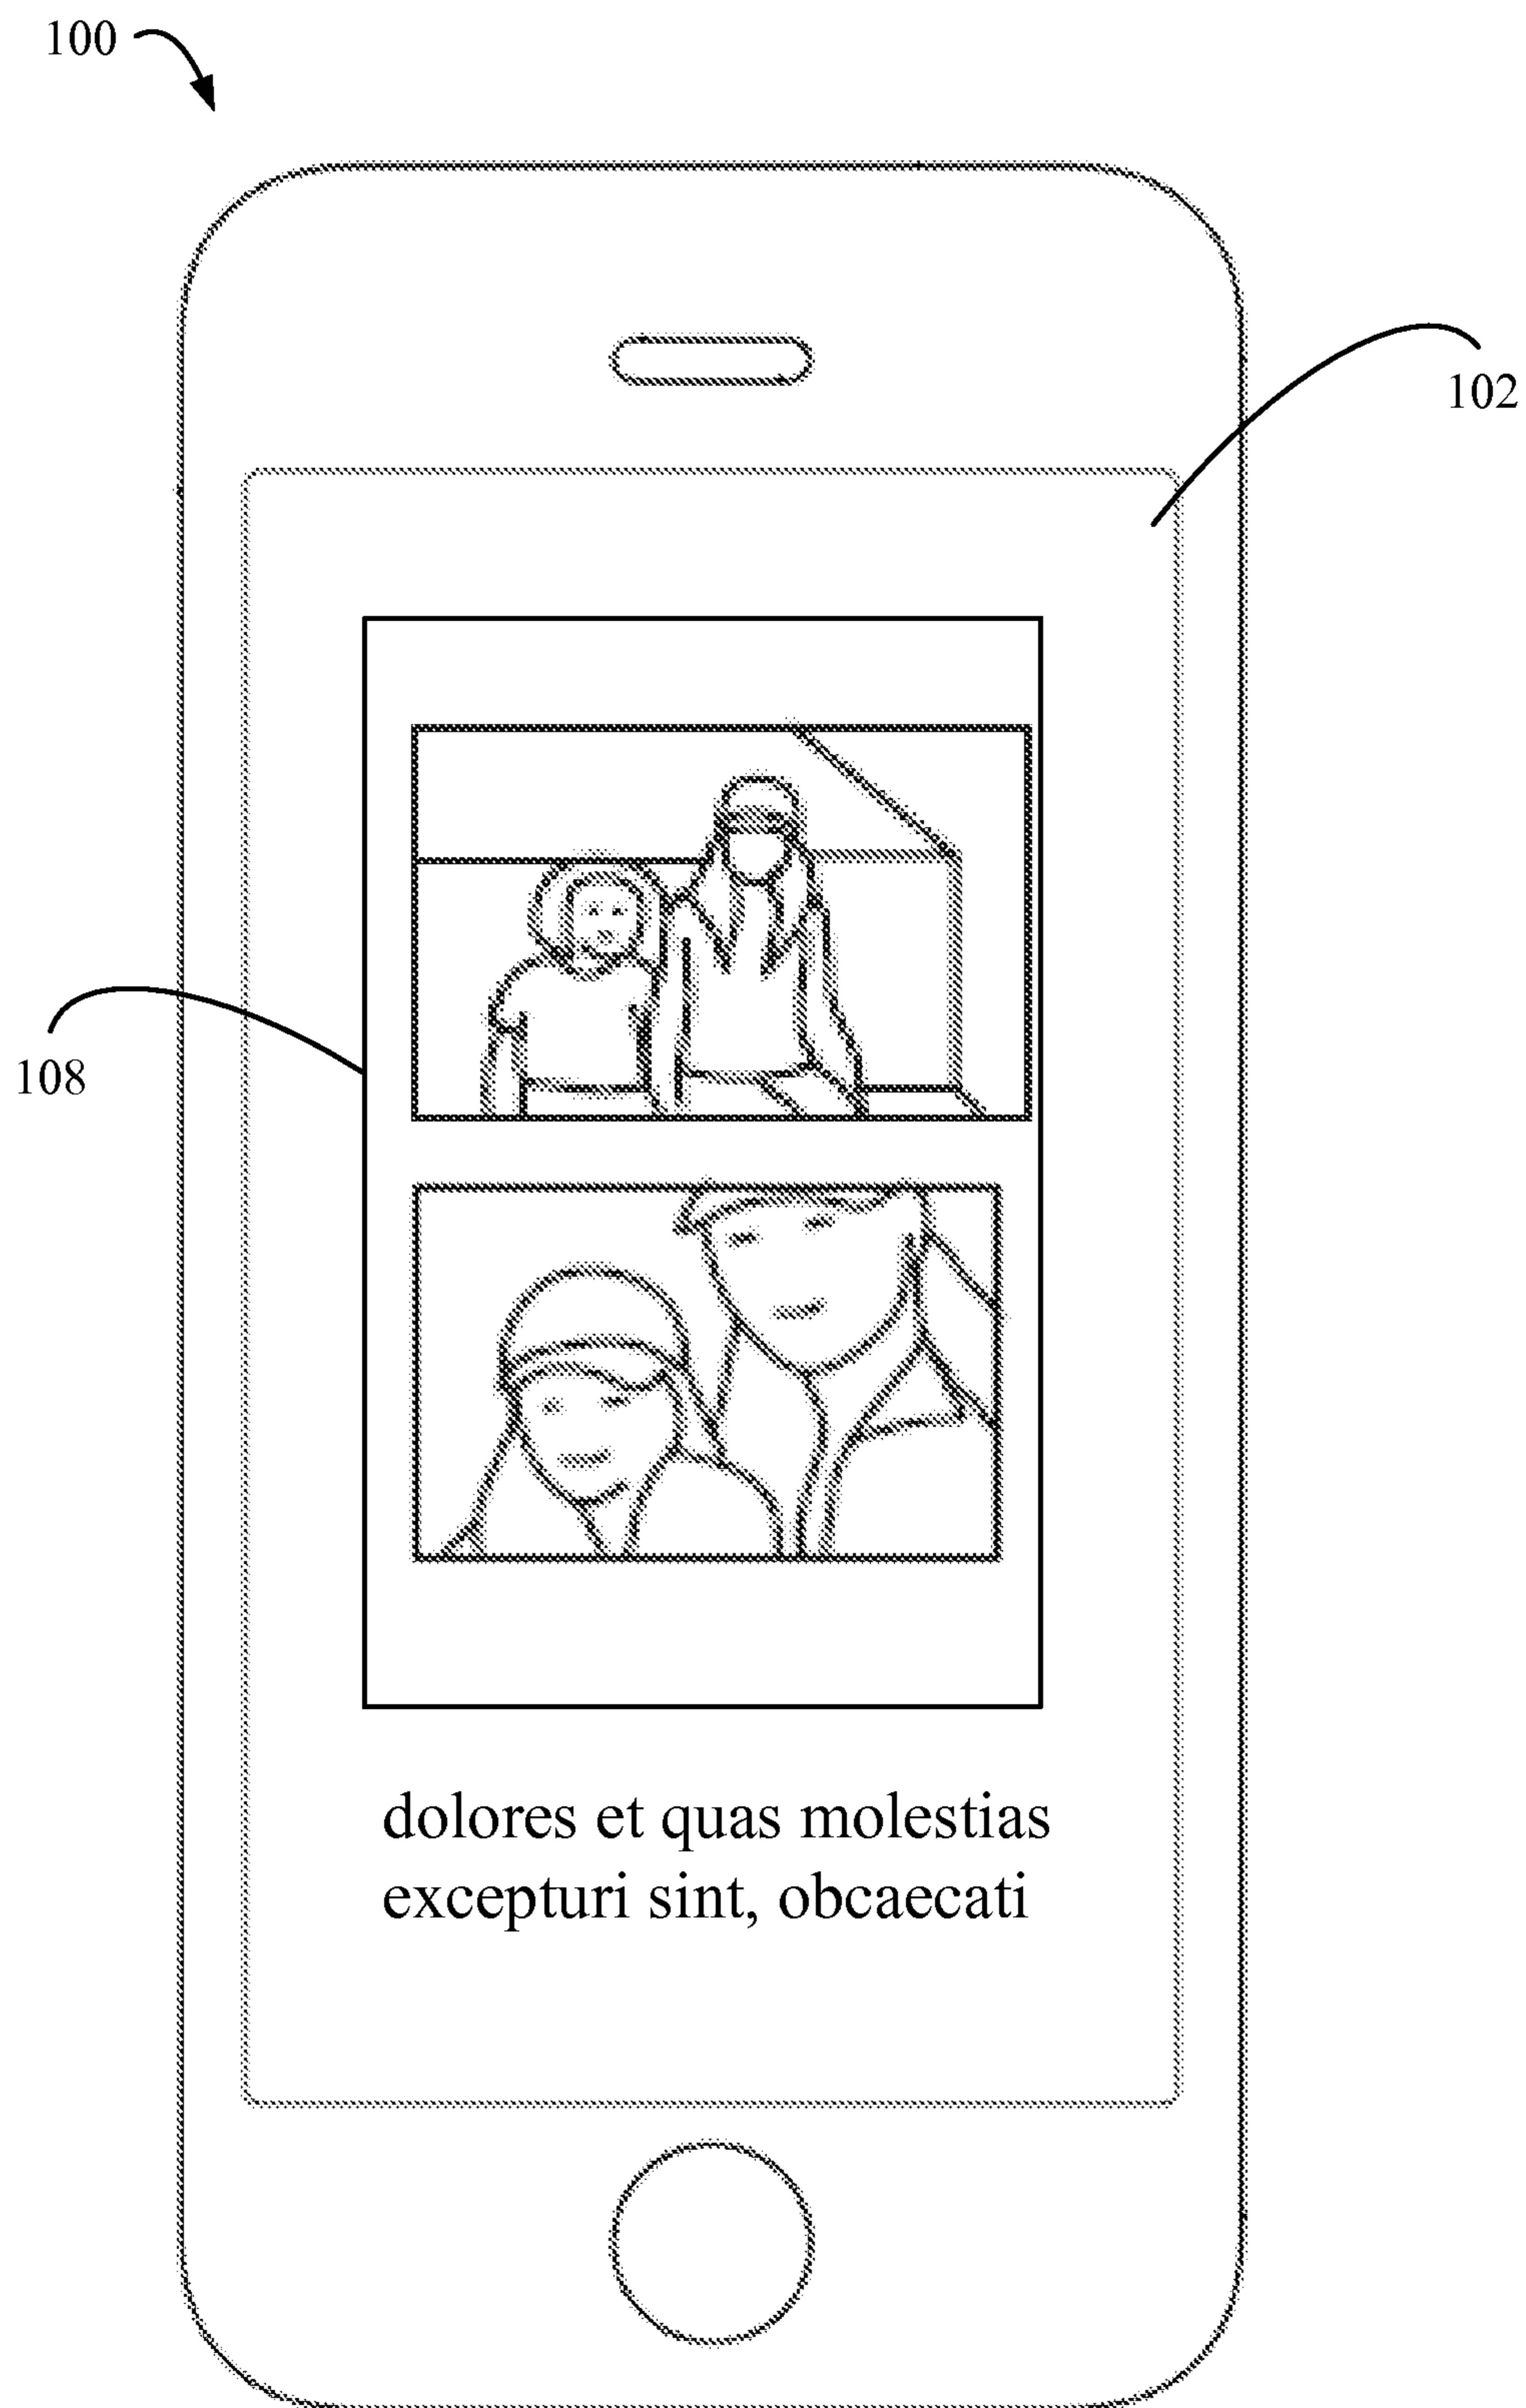 100
102
108
dolores et quas molestias
excepturi sint, obcaecati